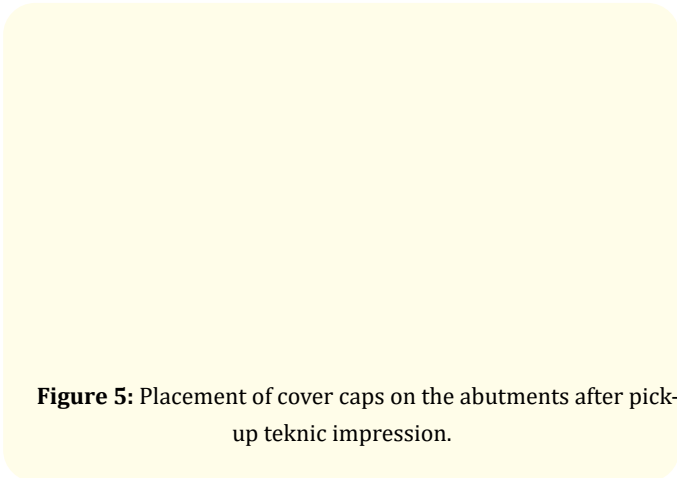 Figure 5: Placement of cover caps on the abutments after pick-
up teknic impression.